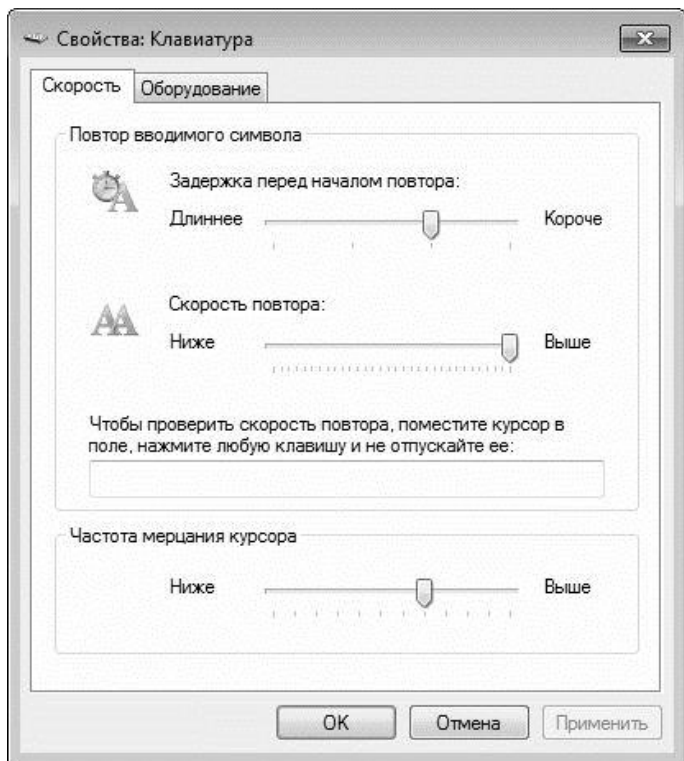 Свойства: Клавиатура
Скорость
Оборудование
Повтор вводимого символа
Задержка перед началом повтора:
Длиннее
Короче
Скорость повтора:
Ниже
Выше
Чтобы проверить скорость повтора, поместите курсор в
поле, нажмите любую клавишу и не отпускайте ее:
Частота мерцания курсора
Ниже
Выше
ОК
Отмена
Применить